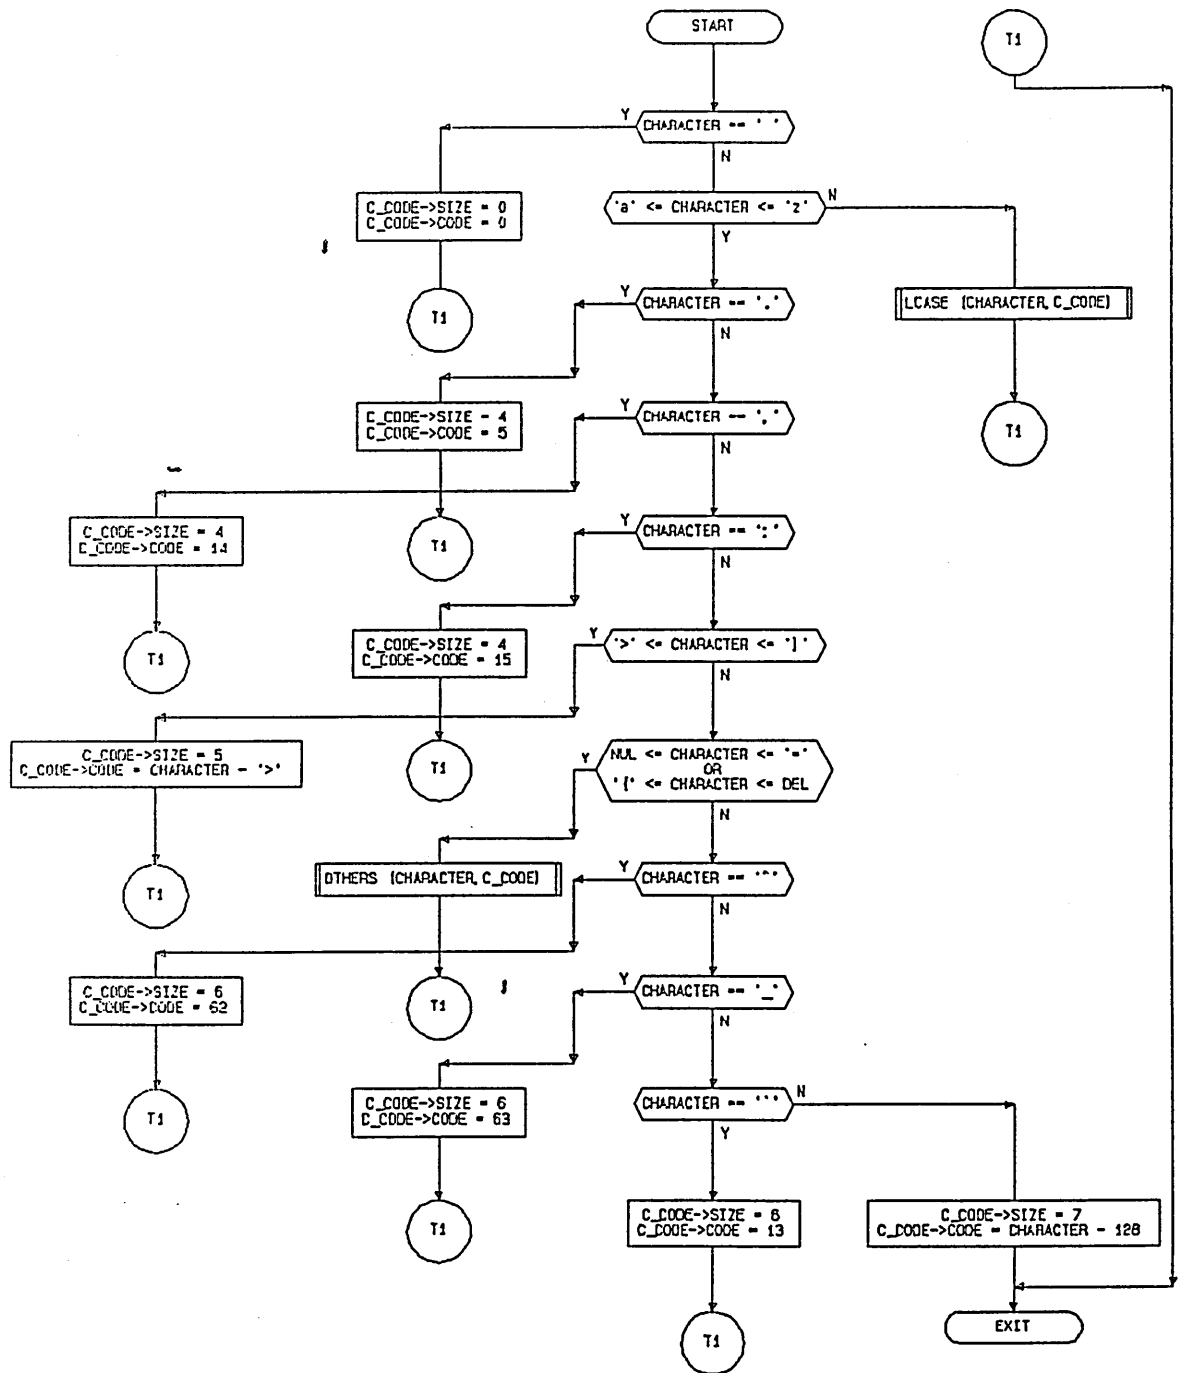 START
T1
Y
CHARACTER == ' '
N
C_CODE->SIZE = 0
C_CODE->CODE = 0
'a' <= CHARACTER <= 'z'
N
Y
T1
Y
CHARACTER == '.'
N
LCASE (CHARACTER, C_CODE)
C_CODE->SIZE = 4
C_CODE->CODE = 5
Y
CHARACTER == ','
N
T1
C_CODE->SIZE = 4
C_CODE->CODE = 14
T1
Y
CHARACTER == ':'
N
T1
C_CODE->SIZE = 4
C_CODE->CODE = 15
Y
'>' <= CHARACTER <= ']'
N
C_CODE->SIZE = 5
C_CODE->CODE = CHARACTER - '>'
T1
Y
NUL <= CHARACTER <= '='
OR
'{' <= CHARACTER <= DEL
N
T1
OTHERS (CHARACTER, C_CODE)
Y
CHARACTER == '^'
N
C_CODE->SIZE = 6
C_CODE->CODE = 62
T1
Y
CHARACTER == '_'
N
T1
C_CODE->SIZE = 6
C_CODE->CODE = 63
CHARACTER == '`'
N
Y
T1
C_CODE->SIZE = 6
C_CODE->CODE = 13
C_CODE->SIZE = 7
C_CODE->CODE = CHARACTER - 128
T1
EXIT